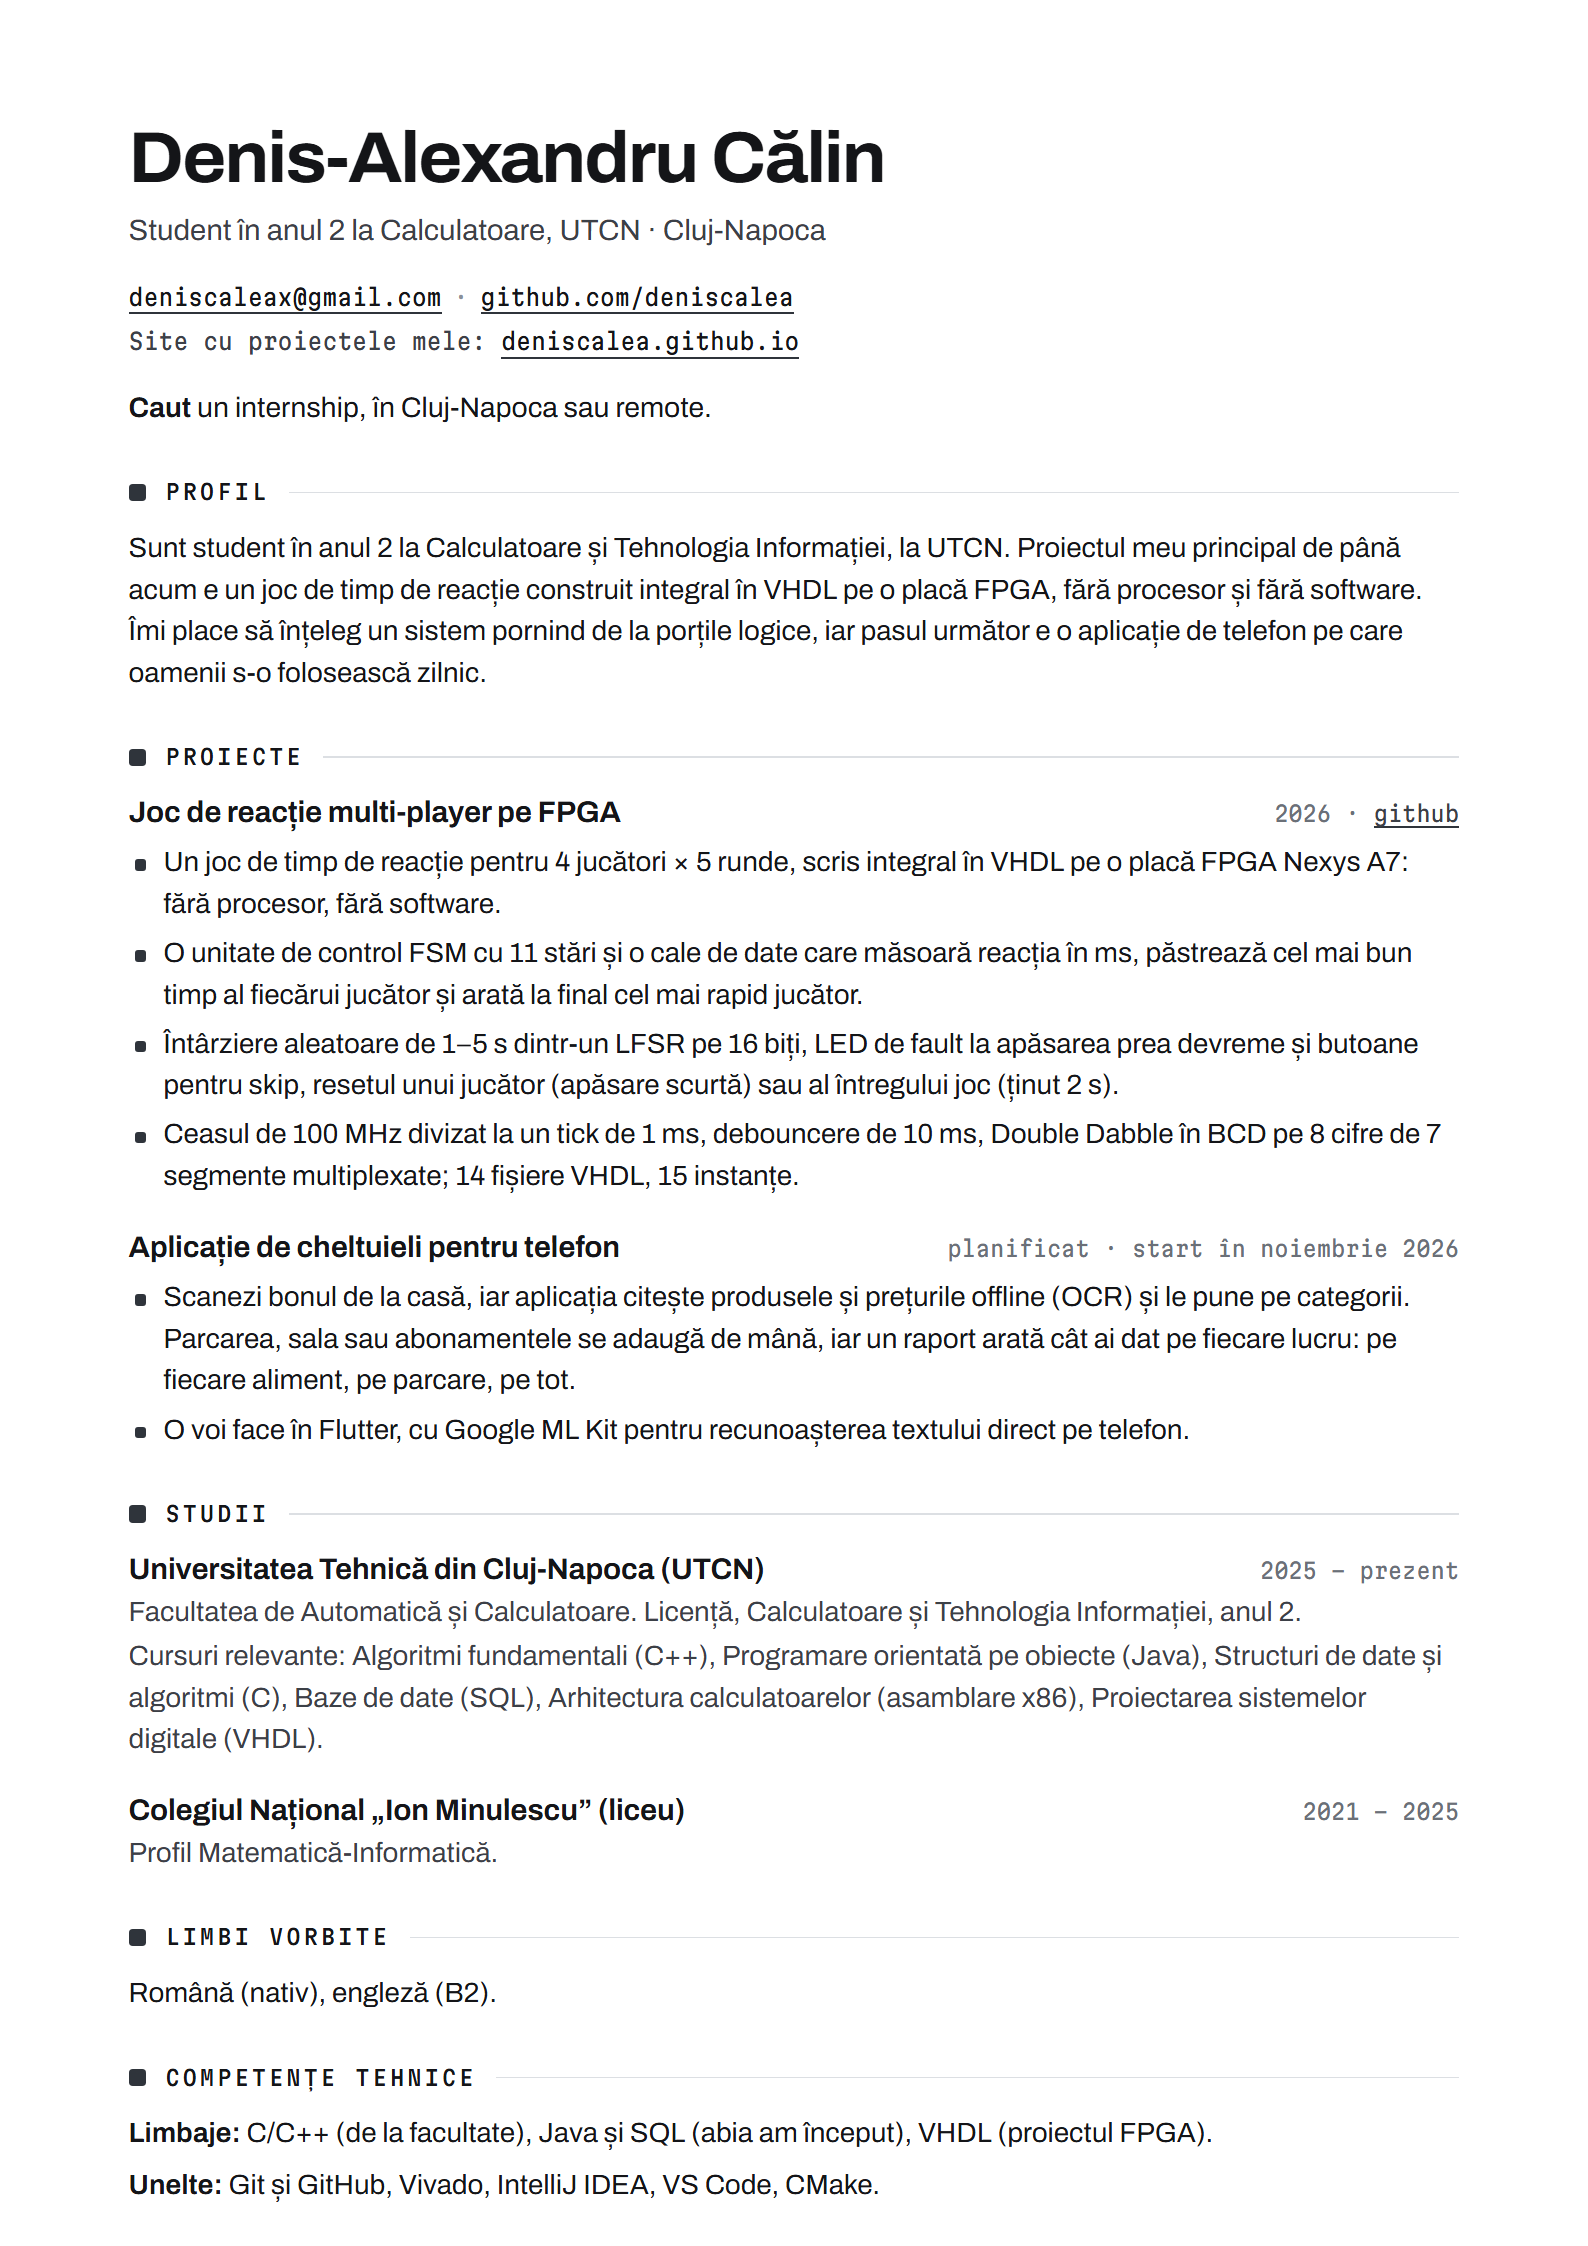 Denis-Alexandru Călin
Student în anul 2 la Calculatoare, UTCN · Cluj-Napoca
deniscaleax@gmail.com · github.com/deniscalea
Site cu proiectele mele: deniscalea.github.io
Caut un internship, în Cluj-Napoca sau remote.
PROFIL
Sunt student în anul 2 la Calculatoare și Tehnologia Informației, la UTCN. Proiectul meu principal de până
acum e un joc de timp de reacție construit integral în VHDL pe o placă FPGA, fără procesor și fără software.
Îmi place să înțeleg un sistem pornind de la porțile logice, iar pasul următor e o aplicație de telefon pe care
oamenii s-o folosească zilnic.
PROIECTE
Joc de reacție multi-player pe FPGA 2026 · github
Un joc de timp de reacție pentru 4 jucători × 5 runde, scris integral în VHDL pe o placă FPGA Nexys A7:
fără procesor, fără software.
O unitate de control FSM cu 11 stări și o cale de date care măsoară reacția în ms, păstrează cel mai bun
timp al fiecărui jucător și arată la final cel mai rapid jucător.
Întârziere aleatoare de 1–5 s dintr-un LFSR pe 16 biți, LED de fault la apăsarea prea devreme și butoane
pentru skip, resetul unui jucător (apăsare scurtă) sau al întregului joc (ținut 2 s).
Ceasul de 100 MHz divizat la un tick de 1 ms, debouncere de 10 ms, Double Dabble în BCD pe 8 cifre de 7
segmente multiplexate; 14 fișiere VHDL, 15 instanțe.
Aplicație de cheltuieli pentru telefon planificat · start în noiembrie 2026
Scanezi bonul de la casă, iar aplicația citește produsele și prețurile offline (OCR) și le pune pe categorii.
Parcarea, sala sau abonamentele se adaugă de mână, iar un raport arată cât ai dat pe fiecare lucru: pe
fiecare aliment, pe parcare, pe tot.
O voi face în Flutter, cu Google ML Kit pentru recunoașterea textului direct pe telefon.
STUDII
Universitatea Tehnică din Cluj-Napoca (UTCN) 2025 – prezent
Facultatea de Automatică și Calculatoare. Licență, Calculatoare și Tehnologia Informației, anul 2.
Cursuri relevante: Algoritmi fundamentali (C++), Programare orientată pe obiecte (Java), Structuri de date și
algoritmi (C), Baze de date (SQL), Arhitectura calculatoarelor (asamblare x86), Proiectarea sistemelor
digitale (VHDL).
Colegiul Național „Ion Minulescu” (liceu) 2021 – 2025
Profil Matematică-Informatică.
LIMBI VORBITE
Română (nativ), engleză (B2).
COMPETENȚE TEHNICE
Limbaje: C/C++ (de la facultate), Java și SQL (abia am început), VHDL (proiectul FPGA).
Unelte: Git și GitHub, Vivado, IntelliJ IDEA, VS Code, CMake.